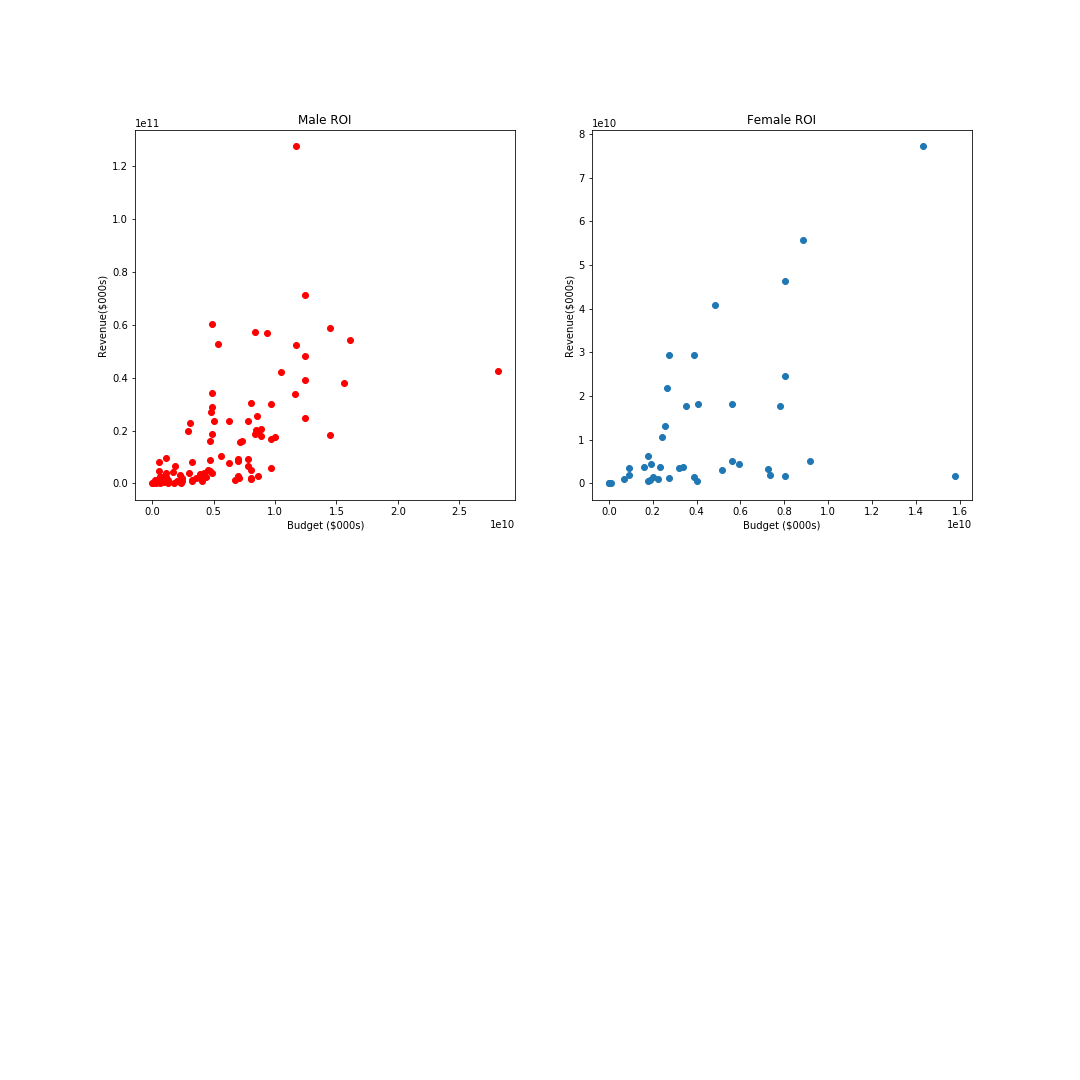 Male ROI
1e11
1.2
1.0
0.8
0.6
0.4
0.2
0.0
Revenue($000s)
0.0 0.5 1.0 1.5 2.0 2.5
1e10
Budget ($000s)
Female ROI
1e10
8
7
6
5
4
3
2
1
0
Revenue($000s)
0.0 0.2 0.4 0.6 0.8 1.0 1.2 1.4 1.6
1e10
Budget ($000s)